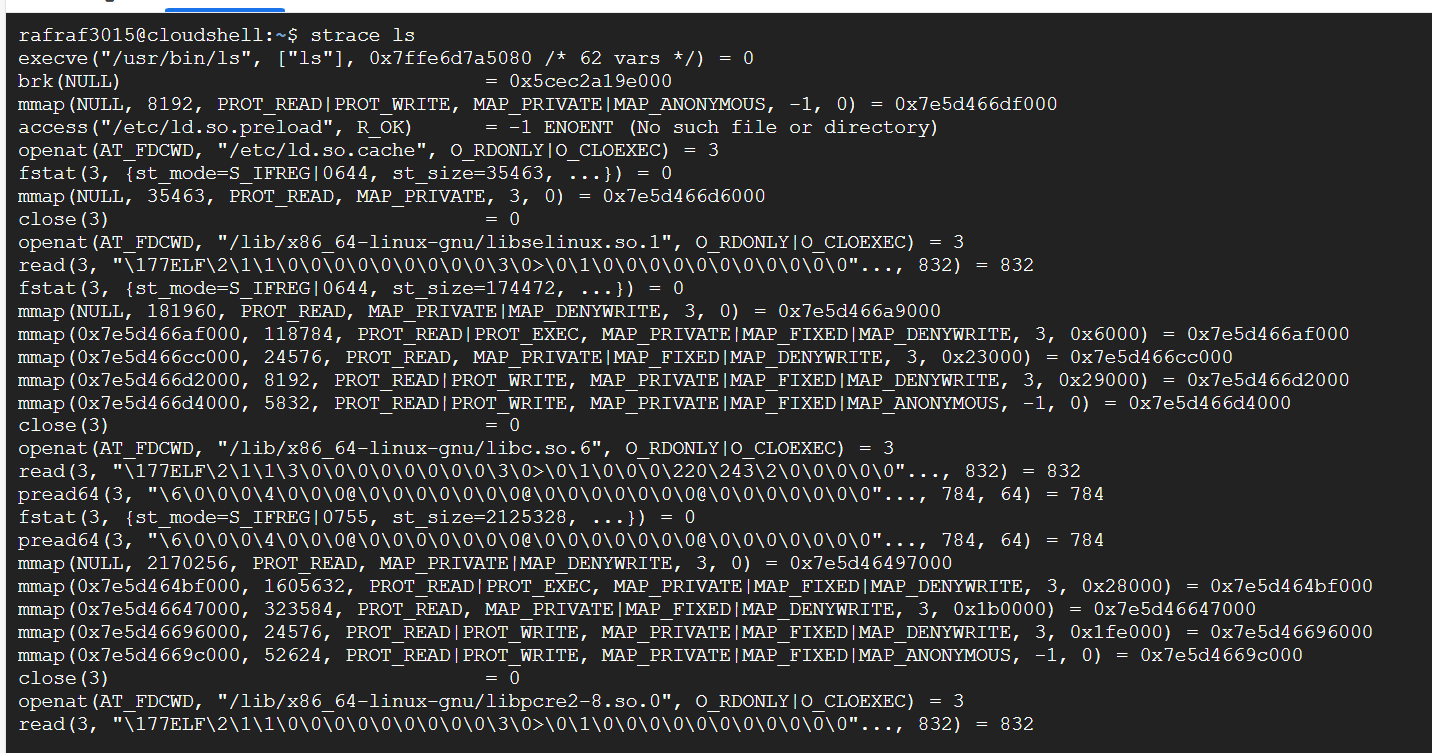 rafraf3015@cloudshell:~$ strace ls
execve("/usr/bin/ls", ["ls"], 0x7ffe6d7a5080 /* 62 vars */) = 0
brk(NULL)                               = 0x5cec2a19e000
mmap(NULL, 8192, PROT_READ|PROT_WRITE, MAP_PRIVATE|MAP_ANONYMOUS, -1, 0) = 0x7e5d466df000
access("/etc/ld.so.preload", R_OK)      = -1 ENOENT (No such file or directory)
openat(AT_FDCWD, "/etc/ld.so.cache", O_RDONLY|O_CLOEXEC) = 3
fstat(3, {st_mode=S_IFREG|0644, st_size=35463, ...}) = 0
mmap(NULL, 35463, PROT_READ, MAP_PRIVATE, 3, 0) = 0x7e5d466d6000
close(3)                                = 0
openat(AT_FDCWD, "/lib/x86_64-linux-gnu/libselinux.so.1", O_RDONLY|O_CLOEXEC) = 3
read(3, "\177ELF\2\1\1\0\0\0\0\0\0\0\0\0\3\0>\0\1\0\0\0\0\0\0\0\0\0\0\0"..., 832) = 832
fstat(3, {st_mode=S_IFREG|0644, st_size=174472, ...}) = 0
mmap(NULL, 181960, PROT_READ, MAP_PRIVATE|MAP_DENYWRITE, 3, 0) = 0x7e5d466a9000
mmap(0x7e5d466af000, 118784, PROT_READ|PROT_EXEC, MAP_PRIVATE|MAP_FIXED|MAP_DENYWRITE, 3, 0x6000) = 0x7e5d466af000
mmap(0x7e5d466cc000, 24576, PROT_READ, MAP_PRIVATE|MAP_FIXED|MAP_DENYWRITE, 3, 0x23000) = 0x7e5d466cc000
mmap(0x7e5d466d2000, 8192, PROT_READ|PROT_WRITE, MAP_PRIVATE|MAP_FIXED|MAP_DENYWRITE, 3, 0x29000) = 0x7e5d466d2000
mmap(0x7e5d466d4000, 5832, PROT_READ|PROT_WRITE, MAP_PRIVATE|MAP_FIXED|MAP_ANONYMOUS, -1, 0) = 0x7e5d466d4000
close(3)                                = 0
openat(AT_FDCWD, "/lib/x86_64-linux-gnu/libc.so.6", O_RDONLY|O_CLOEXEC) = 3
read(3, "\177ELF\2\1\1\3\0\0\0\0\0\0\0\0\3\0>\0\1\0\0\0\220\243\2\0\0\0\0\0"..., 832) = 832
pread64(3, "\6\0\0\0\4\0\0\0@\0\0\0\0\0\0\0@\0\0\0\0\0\0\0@\0\0\0\0\0\0\0"..., 784, 64) = 784
fstat(3, {st_mode=S_IFREG|0755, st_size=2125328, ...}) = 0
pread64(3, "\6\0\0\0\4\0\0\0@\0\0\0\0\0\0\0@\0\0\0\0\0\0\0@\0\0\0\0\0\0\0"..., 784, 64) = 784
mmap(NULL, 2170256, PROT_READ, MAP_PRIVATE|MAP_DENYWRITE, 3, 0) = 0x7e5d46497000
mmap(0x7e5d464bf000, 1605632, PROT_READ|PROT_EXEC, MAP_PRIVATE|MAP_FIXED|MAP_DENYWRITE, 3, 0x28000) = 0x7e5d464bf000
mmap(0x7e5d46647000, 323584, PROT_READ, MAP_PRIVATE|MAP_FIXED|MAP_DENYWRITE, 3, 0x1b0000) = 0x7e5d46647000
mmap(0x7e5d46696000, 24576, PROT_READ|PROT_WRITE, MAP_PRIVATE|MAP_FIXED|MAP_DENYWRITE, 3, 0x1fe000) = 0x7e5d46696000
mmap(0x7e5d4669c000, 52624, PROT_READ|PROT_WRITE, MAP_PRIVATE|MAP_FIXED|MAP_ANONYMOUS, -1, 0) = 0x7e5d4669c000
close(3)                                = 0
openat(AT_FDCWD, "/lib/x86_64-linux-gnu/libpcre2-8.so.0", O_RDONLY|O_CLOEXEC) = 3
read(3, "\177ELF\2\1\1\0\0\0\0\0\0\0\0\0\3\0>\0\1\0\0\0\0\0\0\0\0\0\0\0"..., 832) = 832